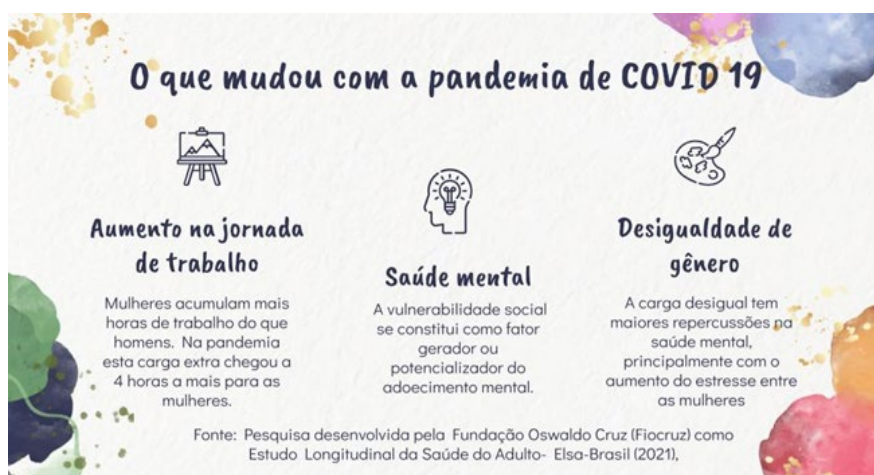 O que mudou com a pandemia de COVID 19
Aumento na jornada
de trabalho
Mulheres acumulam mais
horas de trabalho do que
homens. Na pandemia
esta carga extra chegou a
4 horas a mais para as
mulheres.
Saúde mental
A vulnerabilidade social
se constitui como fator
gerador ou
potencializador do
adoecimento mental.
Desigualdade de
gênero
A carga desigual tem
maiores repercussões na
saúde mental,
principalmente com o
aumento do estresse entre
as mulheres
Fonte: Pesquisa desenvolvida pela Fundação Oswaldo Cruz (Fiocruz) como
Estudo Longitudinal da Saúde do Adulto- Elsa-Brasil (2021),